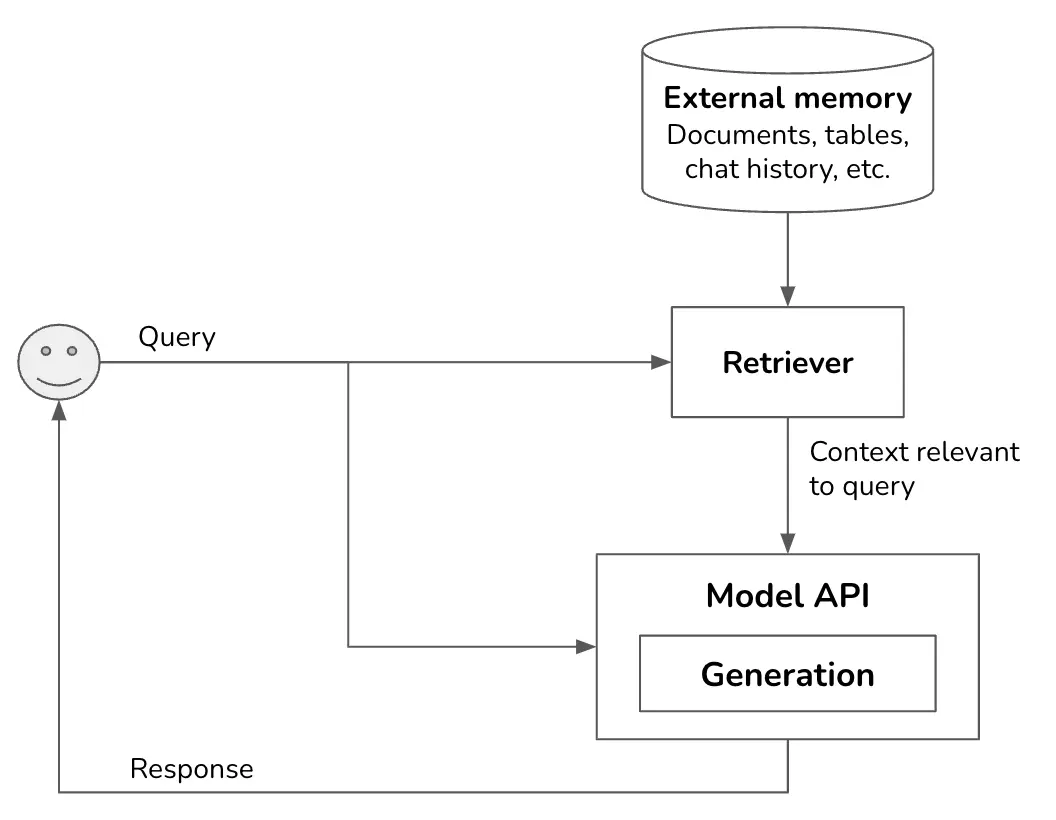 External memory
Documents, tables,
chat history, etc.
Query
Retriever
Context relevant
to query
Model API
Generation
Response